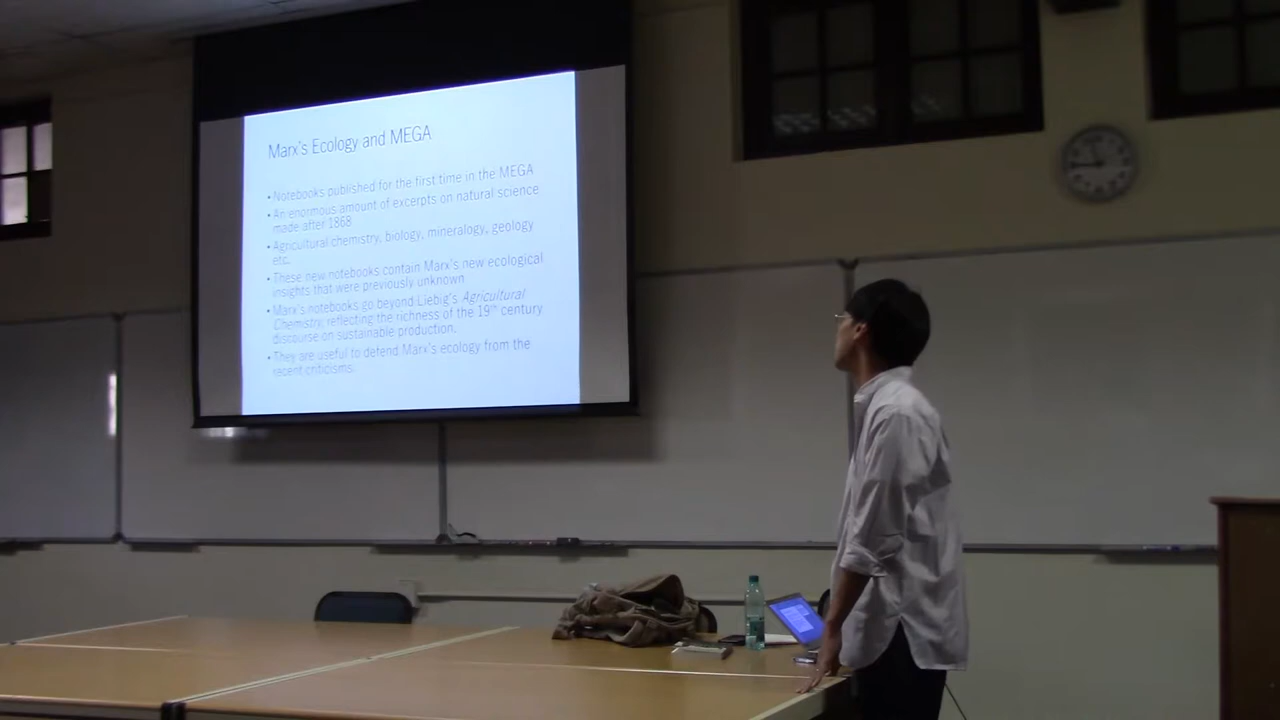 Marx's Ecology and MEGA
• Notebooks published for the first time in the MEGA
• An enormous amount of excerpts on natural science
made after 1868
• Agricultural chemistry, biology, mineralogy, geology
etc.
• These new notebooks contain Marx's new ecological
insights that were previously unknown
• Marx's notebooks go beyond Liebig's Agricultural
Chemistry, reflecting the richness of the 19th century
discourse on sustainable production.
• They are useful to defend Marx's ecology from the
recent criticisms.